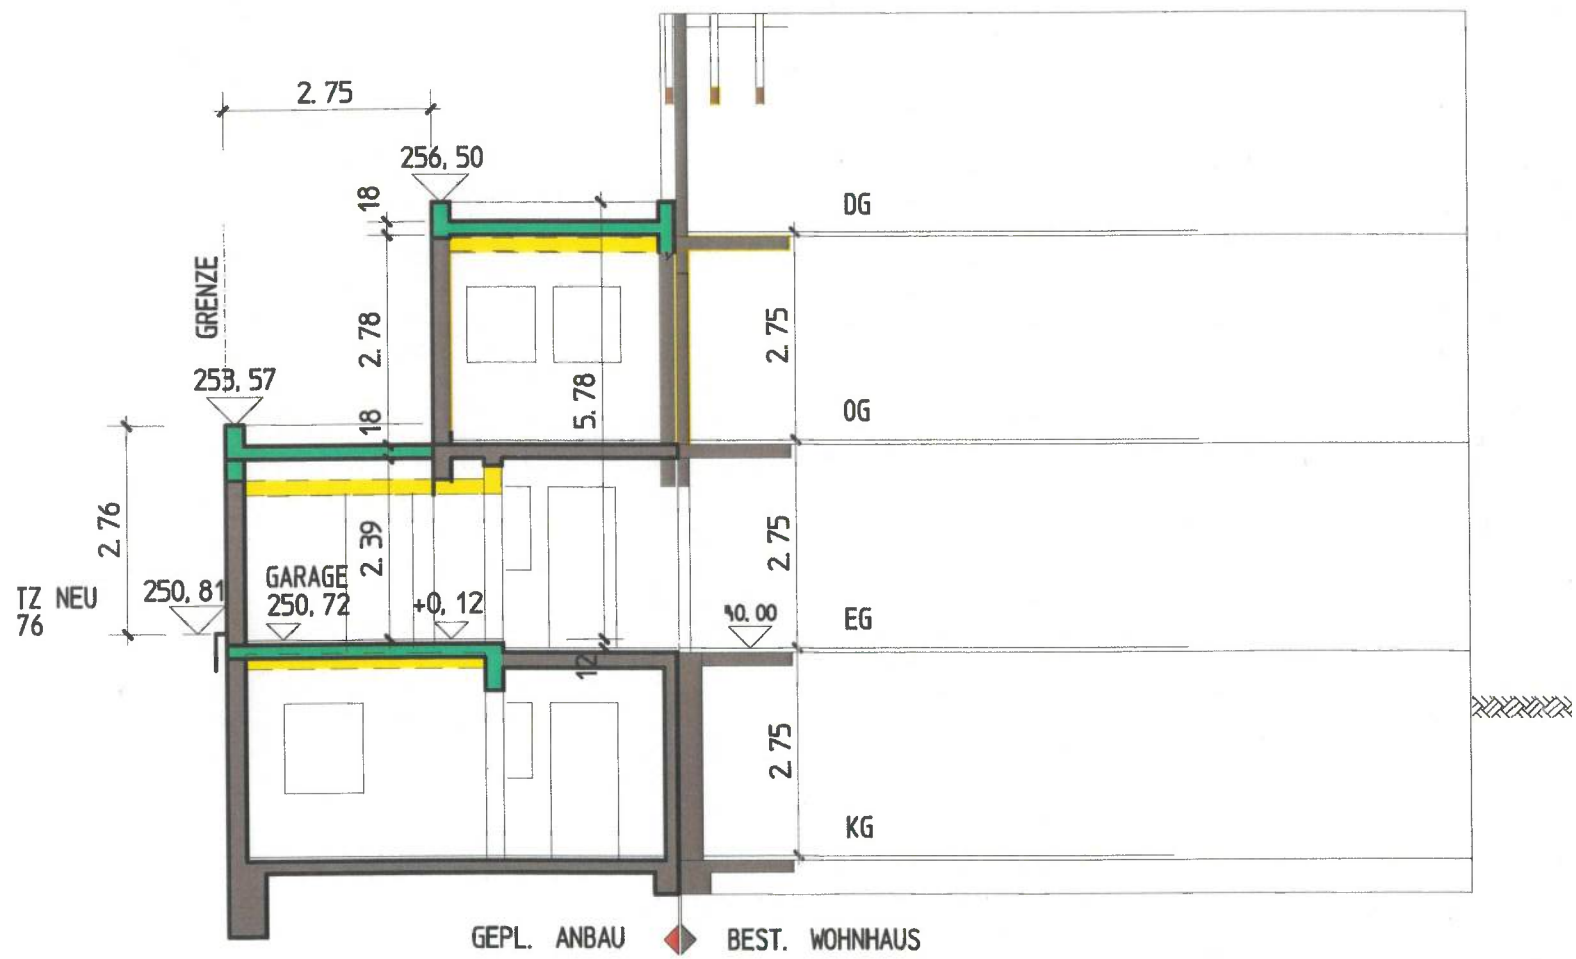 2.75
256,50
18
DG
GRENZE
2.78
2.75
253,57
5.78
18
OG
2.76
2.39
2.75
GARAGE
TZ NEU
250,81
250,72
+0,12
0.00
EG
76
12
2.75
KG
GEPL. ANBAU
BEST. WOHNHAUS